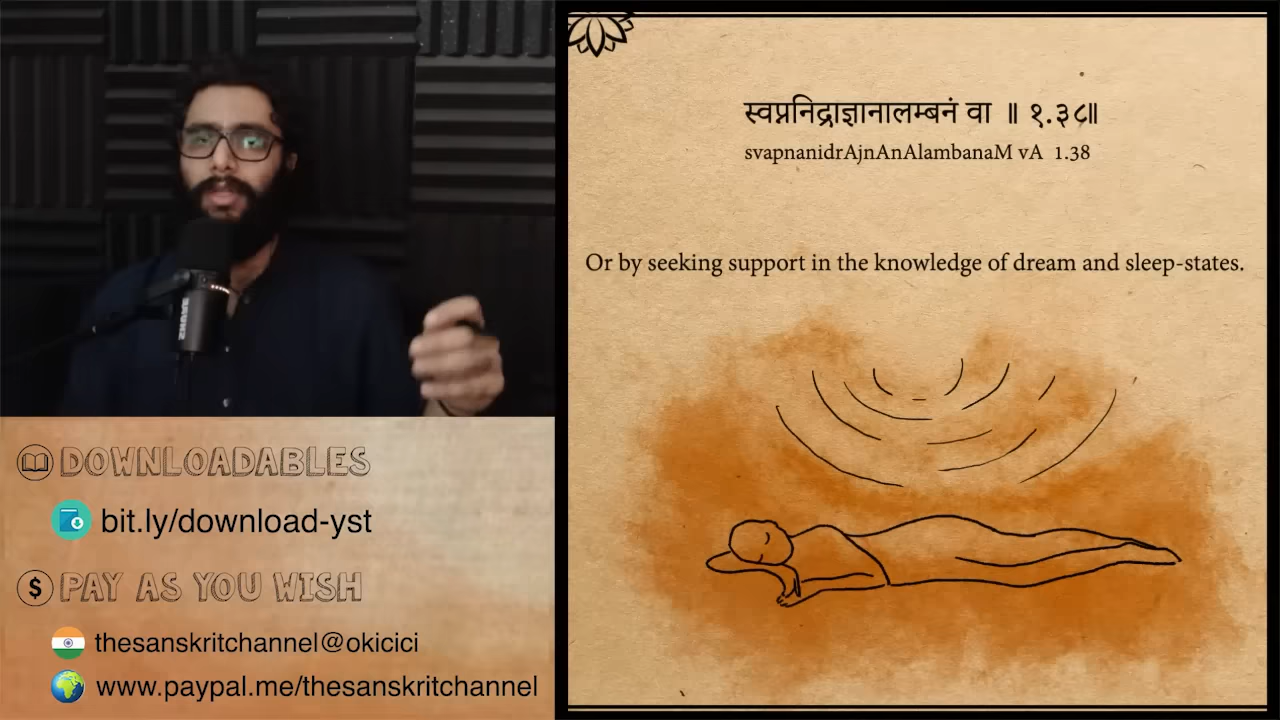 स्वप्ननिद्राज्ञानालम्बनं वा ॥ १.३८॥
svapnanidrAjnAnAlambanaM vA 1.38
Or by seeking support in the knowledge of dream and sleep-states.
DOWNLOADABLES
bit.ly/download-yst
$ PAY AS YOU WISH
thesanskritchannel@okicici
www.paypal.me/thesanskritchannel